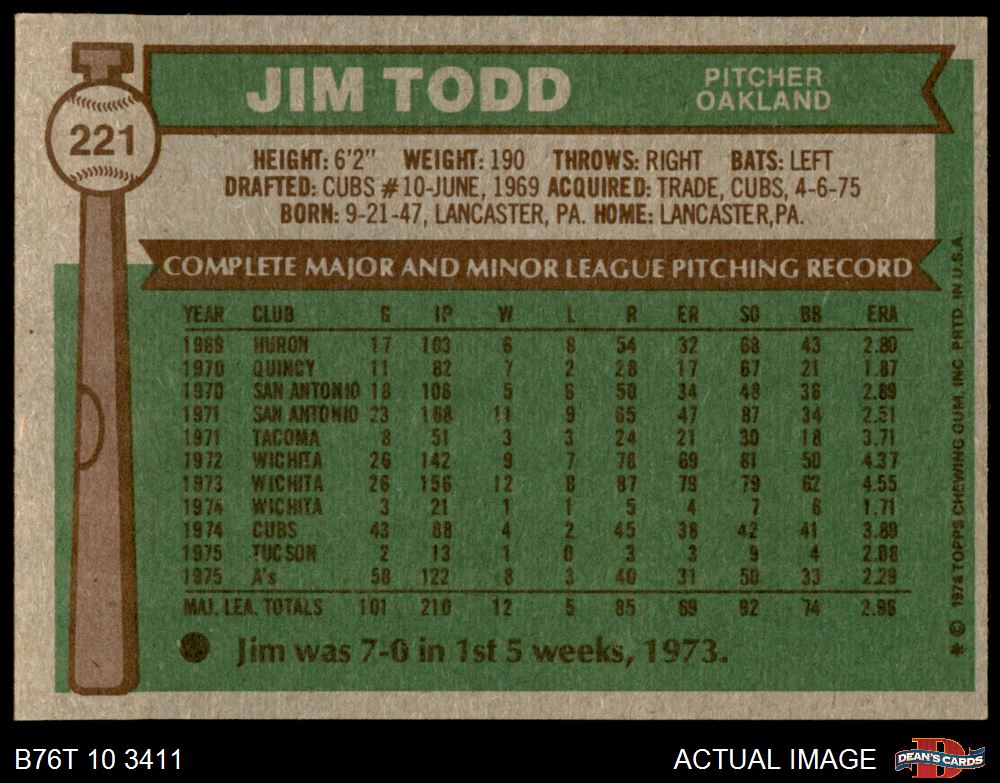 JIM TODD
PITCHER
OAKLAND
221
HEIGHT: 6'2" WEIGHT: 190 THROWS: RIGHT BATS: LEFT
DRAFTED: CUBS #10-JUNE, 1969 ACQUIRED: TRADE, CUBS, 4-6-75
BORN: 9-21-47, LANCASTER, PA. HOME: LANCASTER, PA.
COMPLETE MAJOR AND MINOR LEAGUE PITCHING RECORD
YEAR CLUB G IP W L R ER SO BB ERA
1969 HURON 17 103 6 8 54 32 68 43 2.80
1970 QUINCY 11 82 7 2 28 17 67 21 1.87
1970 SAN ANTONIO 18 106 5 6 50 34 48 36 2.89
1971 SAN ANTONIO 23 168 11 9 65 47 87 34 2.51
1971 TACOMA 8 51 3 3 24 21 30 18 3.71
1972 WICHITA 26 142 9 7 76 69 81 50 4.37
1973 WICHITA 26 156 12 8 87 79 79 62 4.55
1974 WICHITA 3 21 1 1 5 4 7 6 1.71
1974 CUBS 43 88 4 2 45 38 42 41 3.89
1975 TUCSON 2 13 1 0 3 3 9 4 2.08
1975 A's 58 122 8 3 40 31 50 33 2.29
MAJ. LEA. TOTALS 101 210 12 5 85 69 92 74 2.96
Jim was 7-0 in 1st 5 weeks, 1973.
* © 1976 TOPPS CHEWING GUM, INC. PRTD. IN U.S.A.
B76T 10 3411
ACTUAL IMAGE
D
DEAN'S CARDS